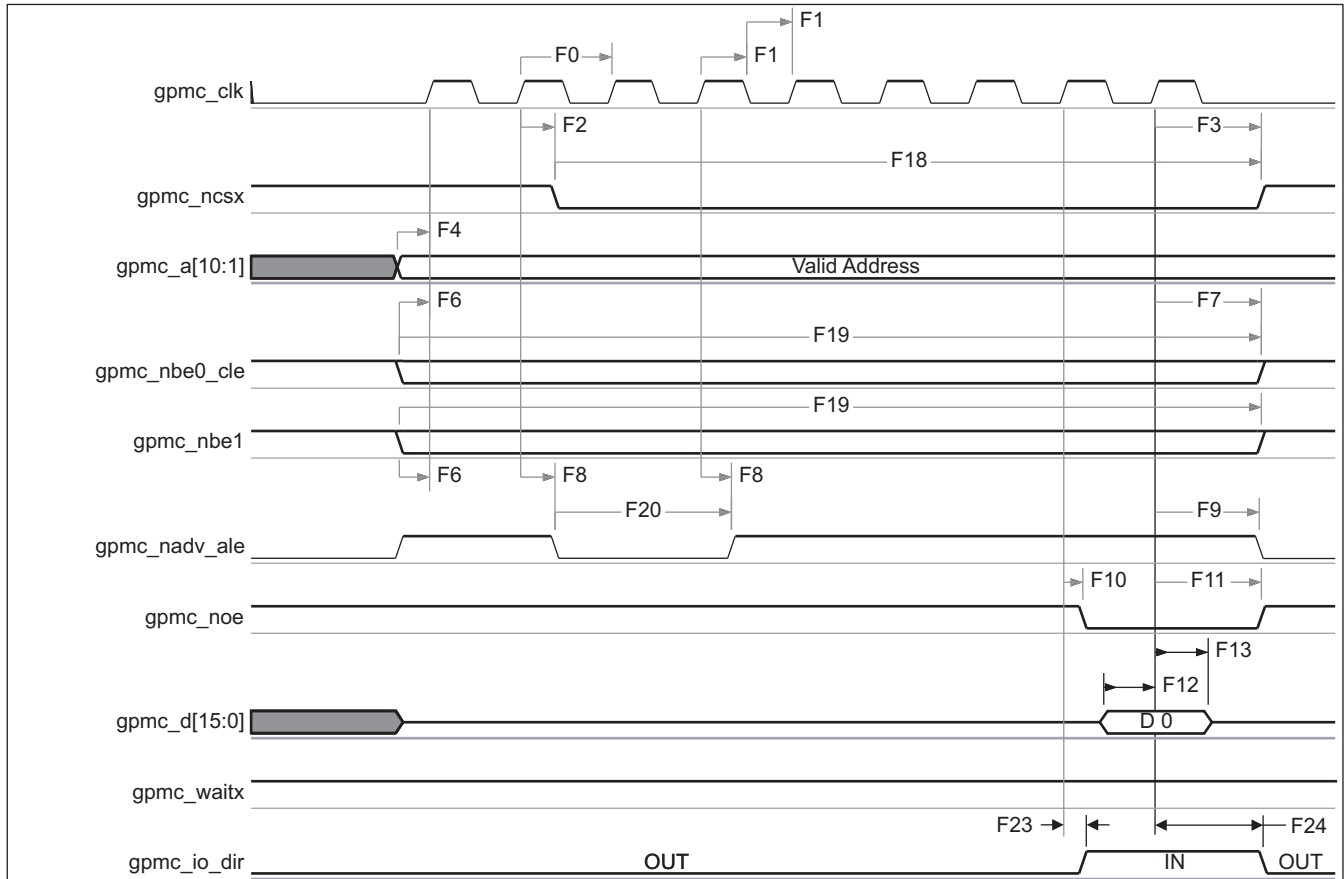 F1
F0 F1
gpmc_clk
F2 F3
F18
gpmc_ncsx
F4
gpmc_a[10:1] Valid Address
F6 F7
F19
gpmc_nbe0_cle
F19
gpmc_nbe1
F6 F8 F8
F20 F9
gpmc_nadv_ale
F10 F11
gpmc_noe
F13
F12
gpmc_d[15:0] D 0
gpmc_waitx
F23 F24
gpmc_io_dir OUT IN OUT